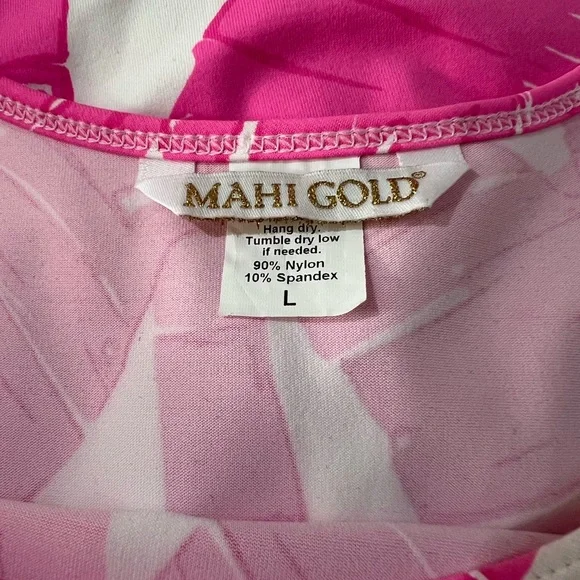 MAHI GOLD®
Hang dry.
Tumble dry low
if needed.
90% Nylon
10% Spandex
L